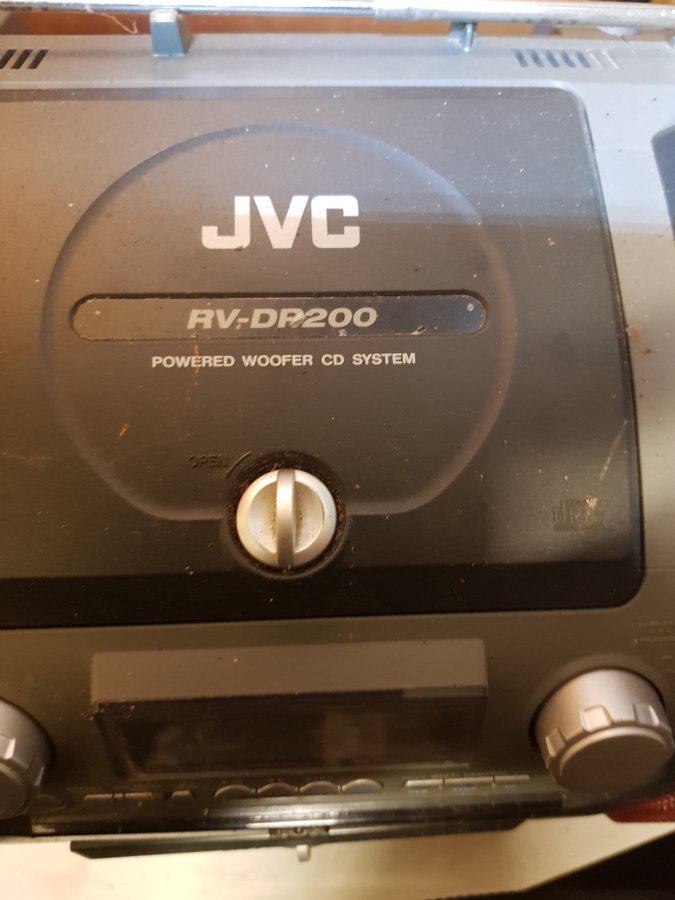 JVC
RV-DP200
POWERED WOOFER CD SYSTEM
OPEN